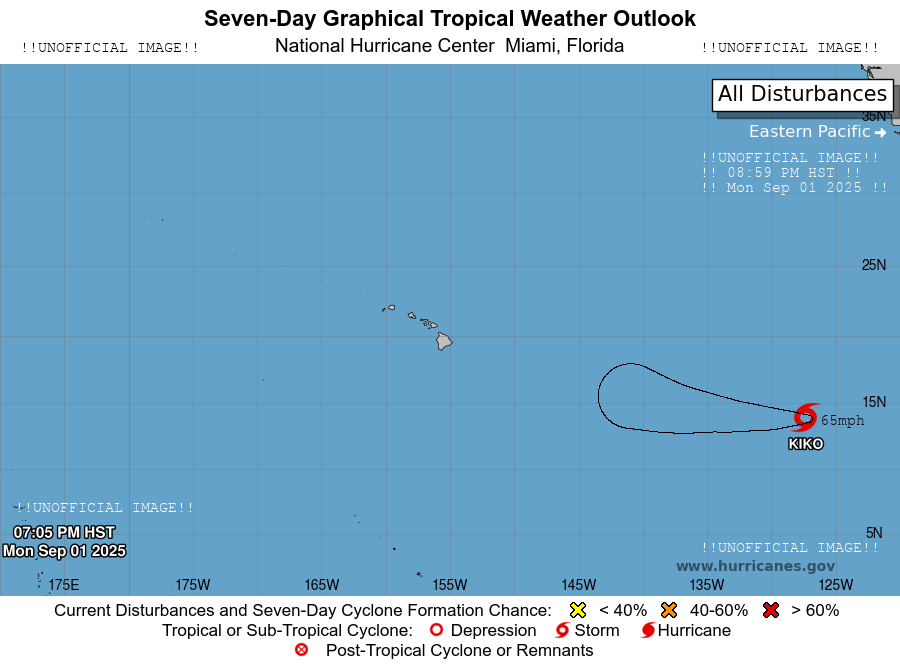 Seven-Day Graphical Tropical Weather Outlook
!!UNOFFICIAL IMAGE!! National Hurricane Center Miami, Florida !!UNOFFICIAL IMAGE!!
All Disturbances
35N
Eastern Pacific
!!UNOFFICIAL IMAGE!!
!! 08:59 PM HST !!
!! Mon Sep 01 2025 !!
25N
15N
65mph
KIKO
!!UNOFFICIAL IMAGE!!
07:05 PM HST
5N
Mon Sep 01 2025
!!UNOFFICIAL IMAGE!!
www.hurricanes.gov
175E 175W 165W 155W 145W 135W 125W
Current Disturbances and Seven-Day Cyclone Formation Chance: < 40% 40-60% > 60%
Tropical or Sub-Tropical Cyclone: Depression Storm Hurricane
Post-Tropical Cyclone or Remnants